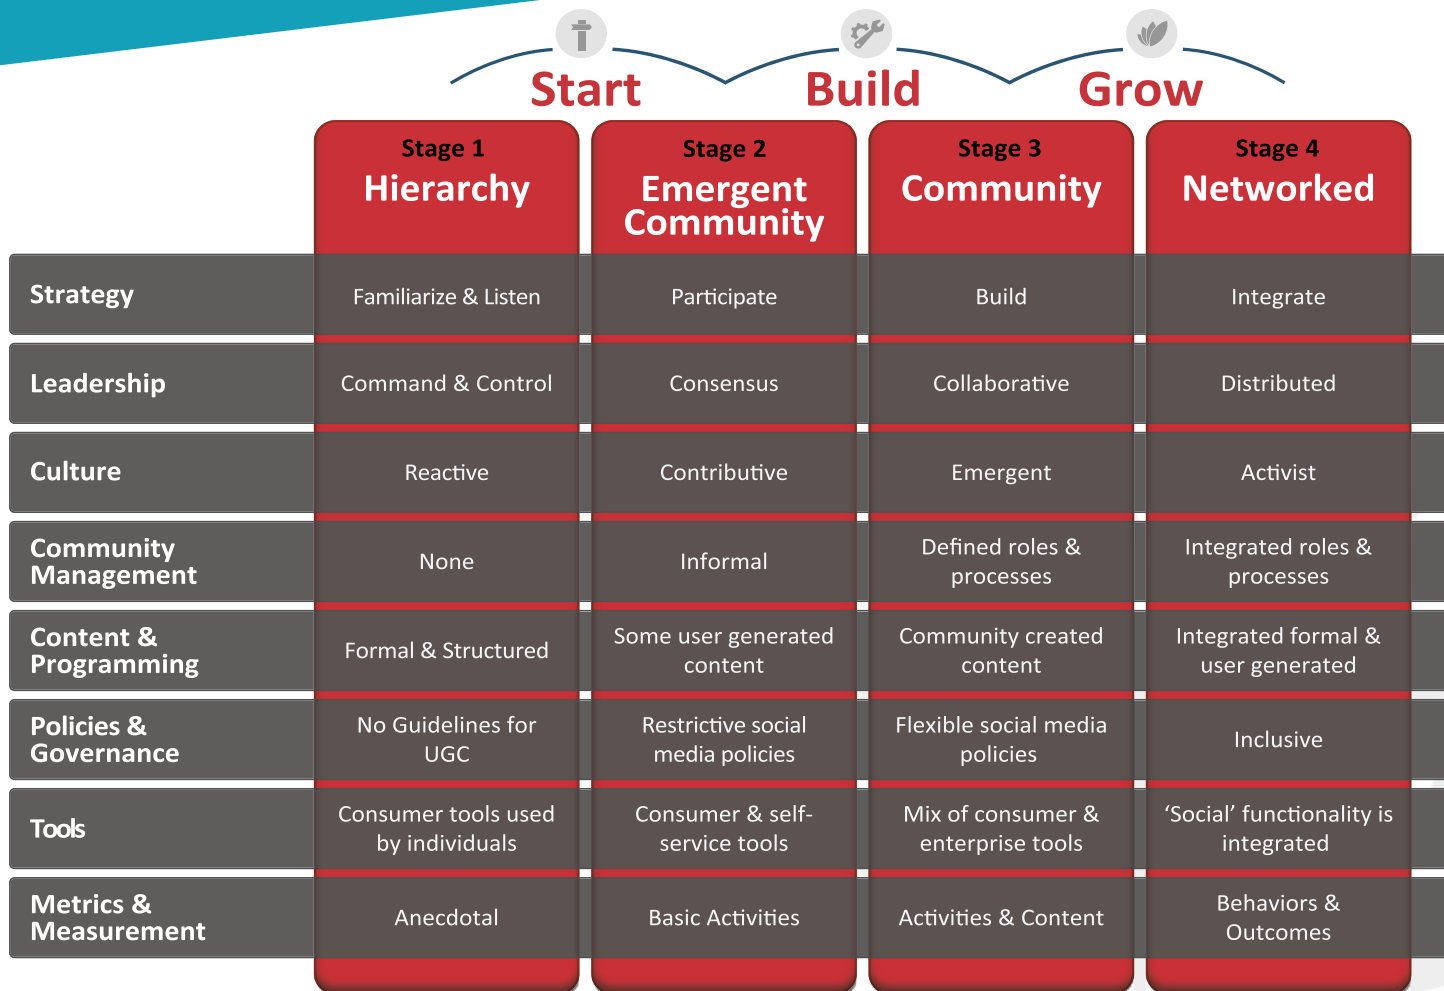 Start
Build
Grow
Stage 1
Hierarchy
Stage 2
Emergent
Community
Stage 3
Community
Stage 4
Networked
Strategy
Familiarize & Listen
Participate
Build
Integrate
Leadership
Command & Control
Consensus
Collaborative
Distributed
Culture
Reactive
Contributive
Emergent
Activist
Community
Management
None
Informal
Defined roles &
processes
Integrated roles &
processes
Content &
Programming
Formal & Structured
Some user generated
content
Community created
content
Integrated formal &
user generated
Policies &
Governance
No Guidelines for
UGC
Restrictive social
media policies
Flexible social media
policies
Inclusive
Tools
Consumer tools used
by individuals
Consumer & self-
service tools
Mix of consumer &
enterprise tools
‘Social’ functionality is
integrated
Metrics &
Measurement
Anecdotal
Basic Activities
Activities & Content
Behaviors &
Outcomes